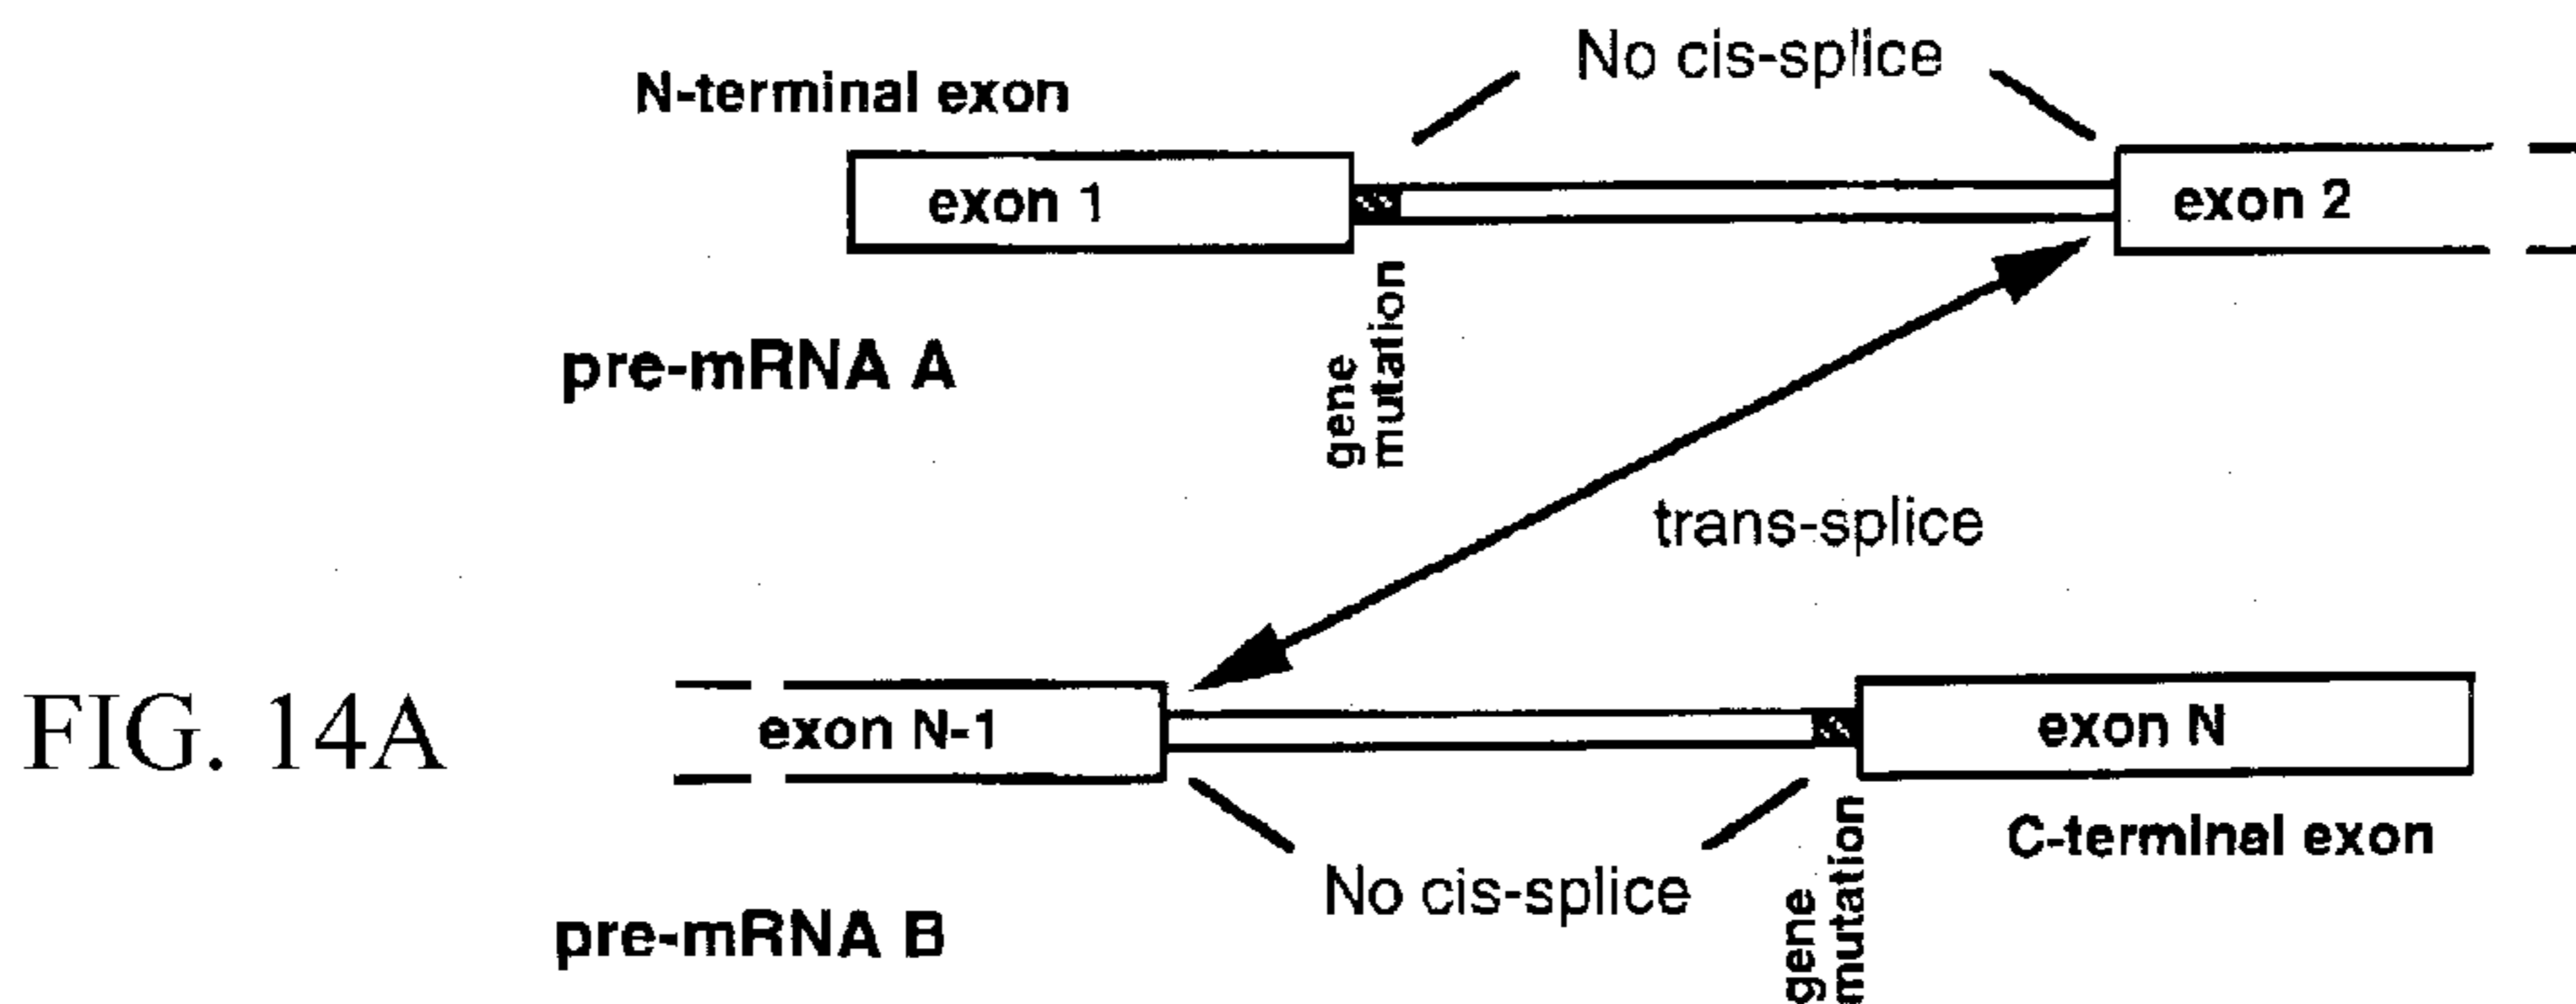 No cis-splice
N-terminal exon
exon 1
exon 2
gene
mutation
pre-mRNA A
trans-splice
FIG. 14A
exon N-1
exon N
gene
mutation
C-terminal exon
No cis-splice
pre-mRNA B